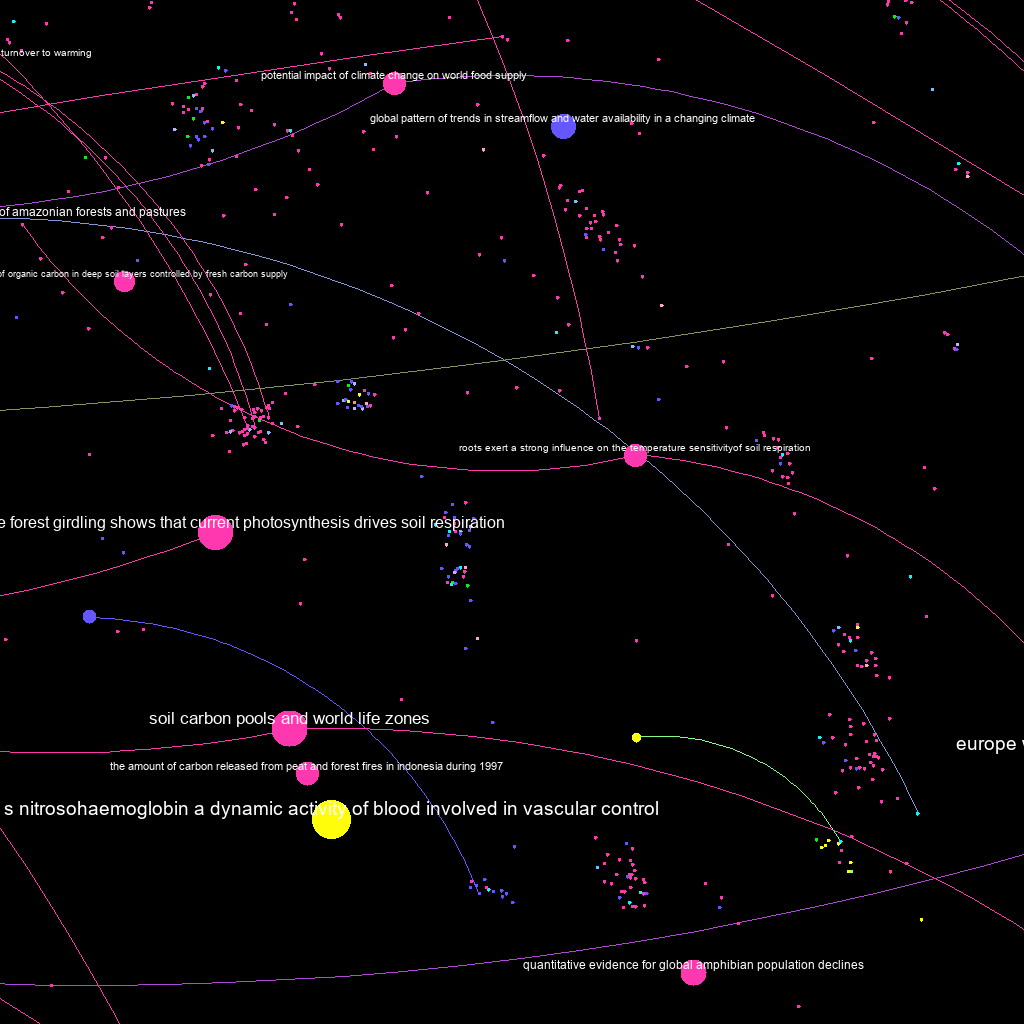 turnover to warming
potential impact of climate change on world food supply
global pattern of trends in streamflow and water availability in a changing climate
of amazonian forests and pastures
of organic carbon in deep soil layers controlled by fresh carbon supply
roots exert a strong influence on the temperature sensitivityof soil respiration
e forest girdling shows that current photosynthesis drives soil respiration
soil carbon pools and world life zones
europe
the amount of carbon released from peat and forest fires in indonesia during 1997
s nitrosohaemoglobin a dynamic activity of blood involved in vascular control
quantitative evidence for global amphibian population declines